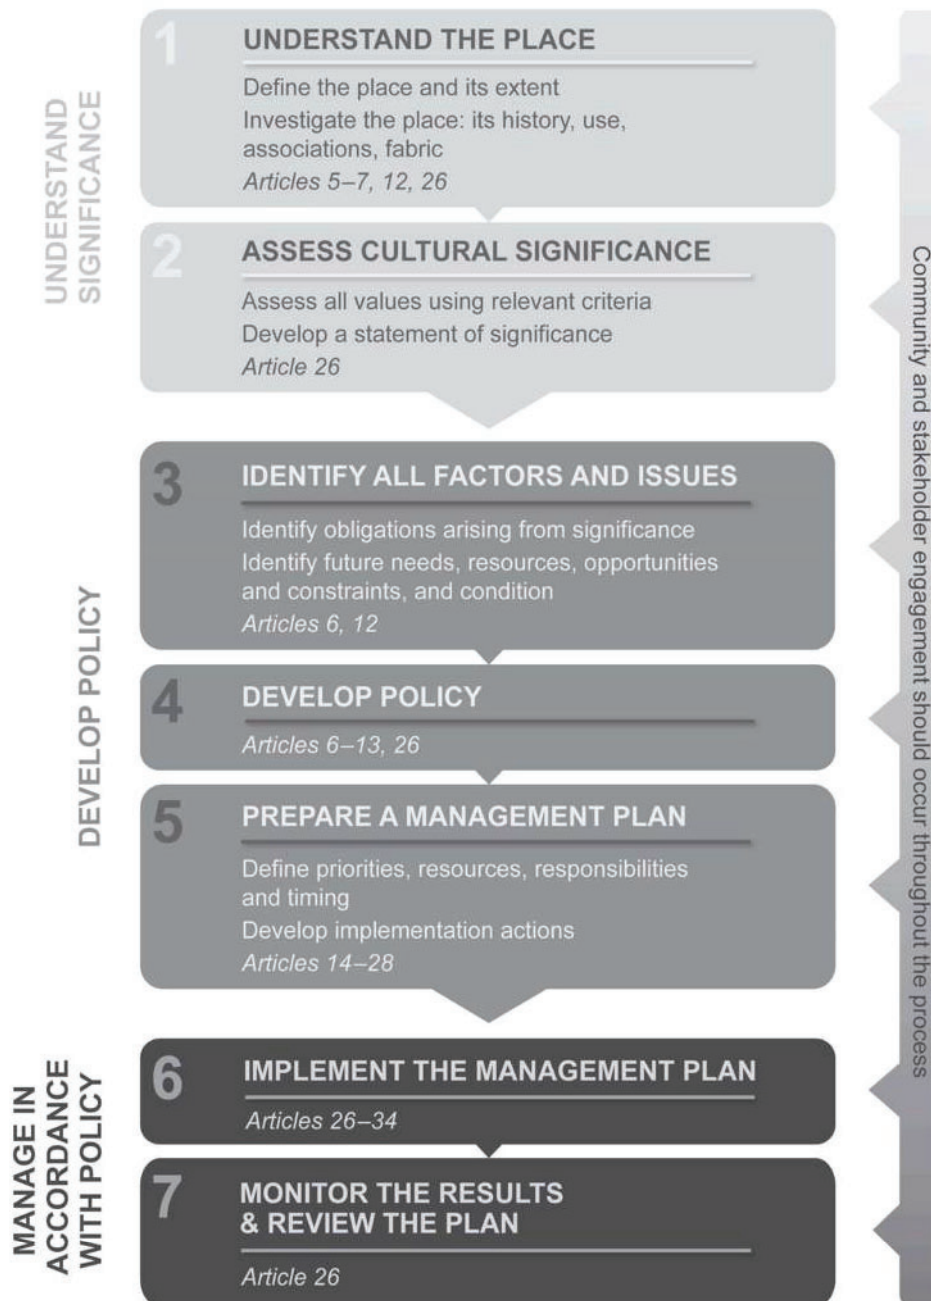 UNDERSTAND
SIGNIFICANCE
1
UNDERSTAND THE PLACE
Define the place and its extent
Investigate the place: its history, use,
associations, fabric
Articles 5–7, 12, 26
2
ASSESS CULTURAL SIGNIFICANCE
Assess all values using relevant criteria
Develop a statement of significance
Article 26
DEVELOP POLICY
3
IDENTIFY ALL FACTORS AND ISSUES
Identify obligations arising from significance
Identify future needs, resources, opportunities
and constraints, and condition
Articles 6, 12
4
DEVELOP POLICY
Articles 6–13, 26
5
PREPARE A MANAGEMENT PLAN
Define priorities, resources, responsibilities
and timing
Develop implementation actions
Articles 14–28
MANAGE IN
ACCORDANCE
WITH POLICY
6
IMPLEMENT THE MANAGEMENT PLAN
Articles 26–34
7
MONITOR THE RESULTS
& REVIEW THE PLAN
Article 26
Community and stakeholder engagement should occur throughout the process